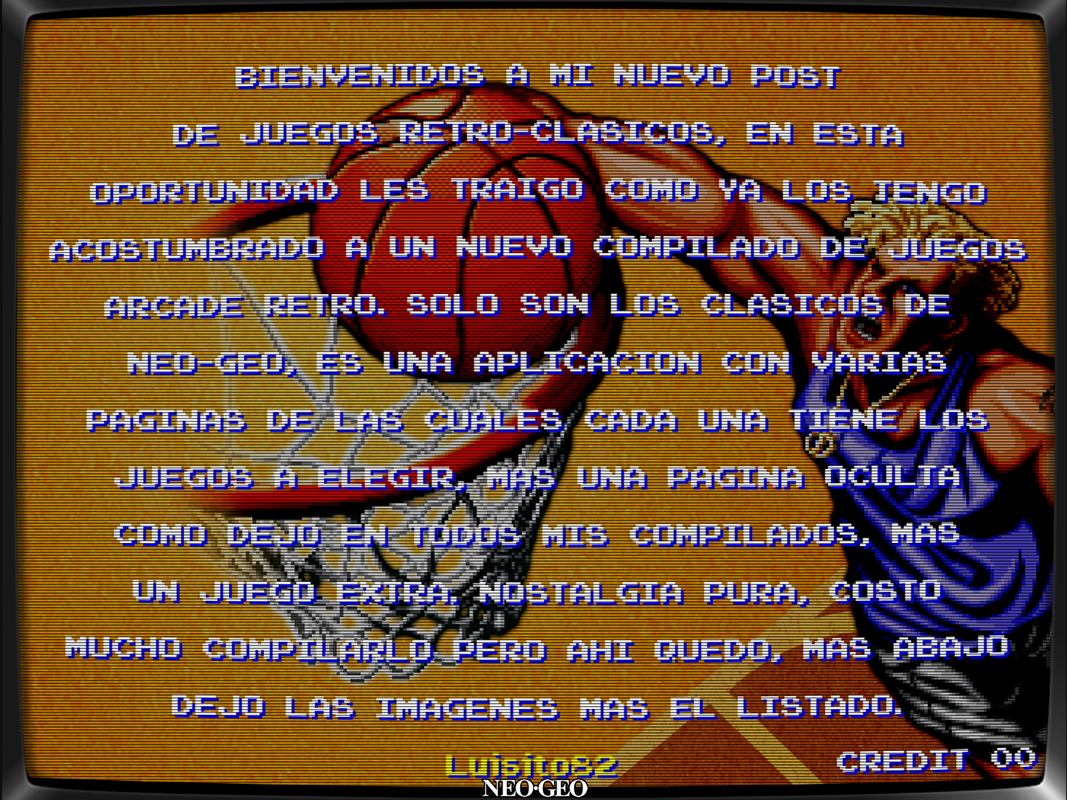 BIENVENIDOS A MI NUEVO POST
DE JUEGOS RETRO-CLASICOS, EN ESTA
OPORTUNIDAD LES TRAIGO COMO YA LOS TENGO
ACOSTUMBRADO A UN NUEVO COMPILADO DE JUEGOS
ARCADE RETRO. SOLO SON LOS CLASICOS DE
NEO-GEO, ES UNA APLICACION CON VARIAS
PAGINAS DE LAS CUALES CADA UNA TIENE LOS
JUEGOS A ELEGIR, MAS UNA PAGINA OCULTA
COMO DEJO EN TODOS MIS COMPILADOS, MAS
UN JUEGO EXTRA, NOSTALGIA PURA, COSTO
MUCHO COMPILARLO PERO AHI QUEDO, MAS ABAJO
DEJO LAS IMAGENES MAS EL LISTADO.
Luisito82
CREDIT 00
NEO·GEO